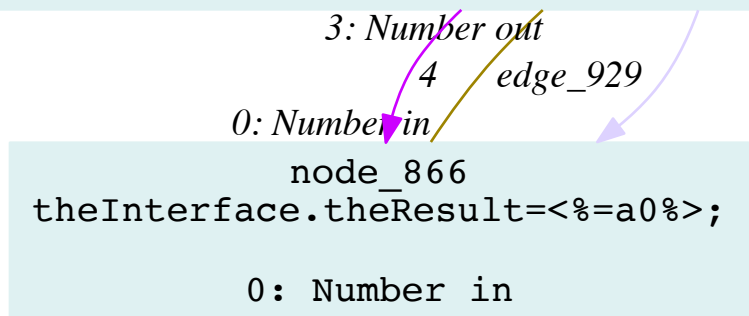 3: Number out
4 edge_929
0: Number in
node_866
theInterface.theResult=<%=a0%>;
0: Number in